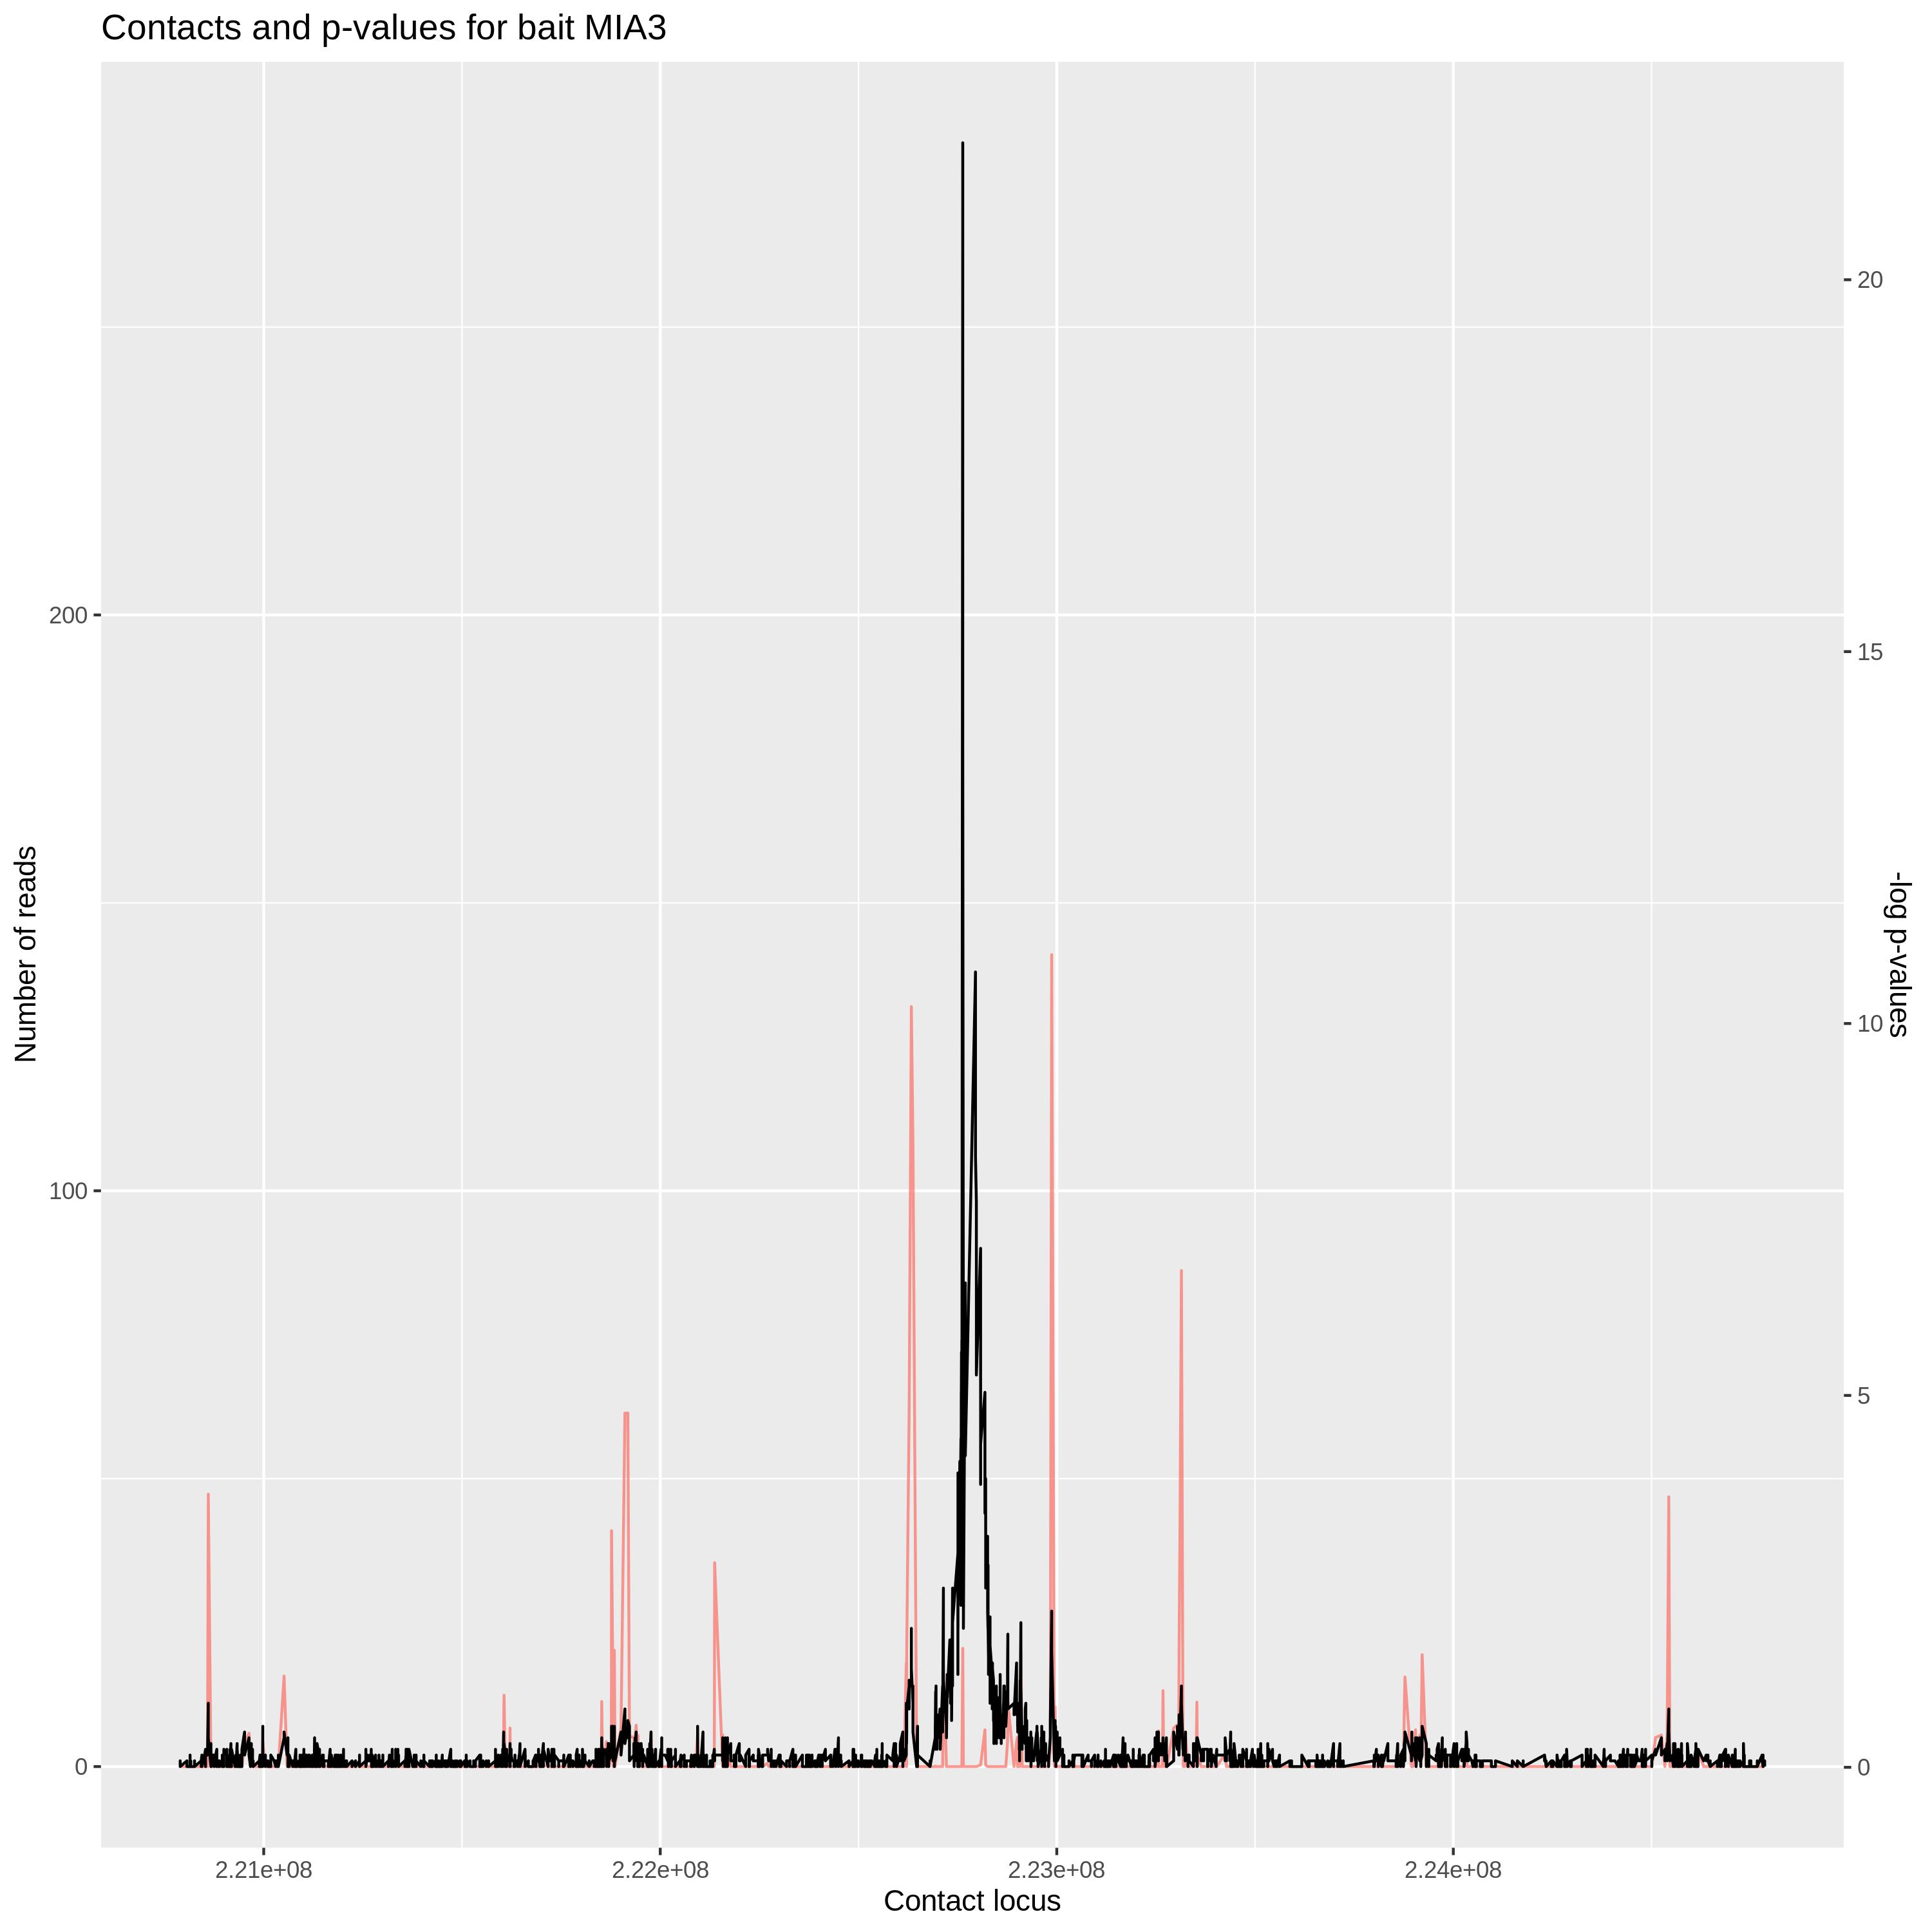 Contacts and p-values for bait MIA3
Number of reads
200
100
0
20
15
10
5
0
-log p-values
2.21e+08 2.22e+08 2.23e+08 2.24e+08
Contact locus